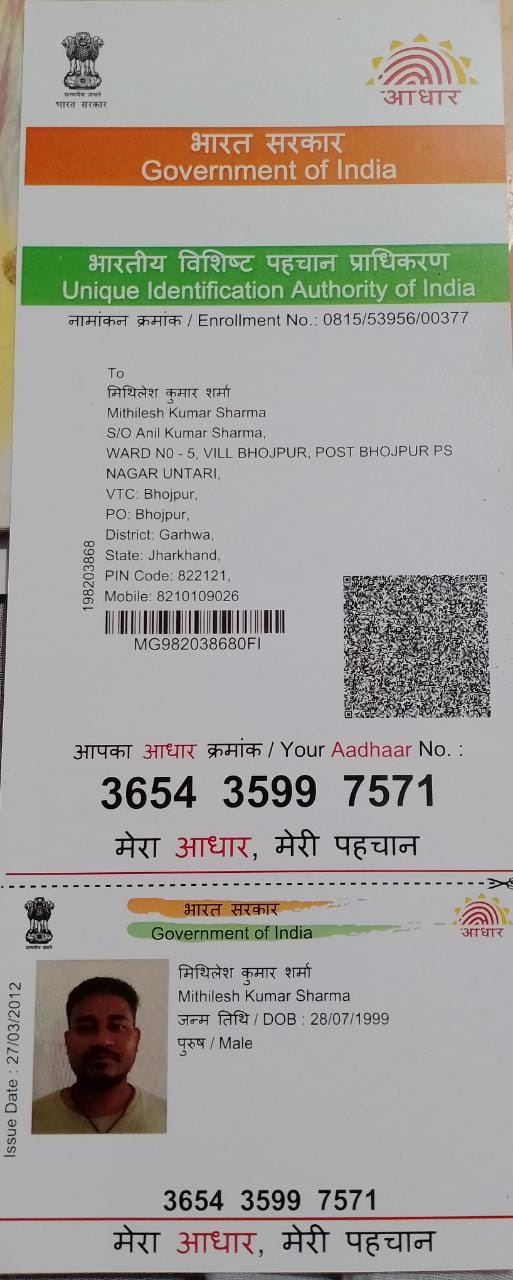 सत्यमेव जयते
भारत सरकार
आधार
भारत सरकार
Government of India
भारतीय विशिष्ट पहचान प्राधिकरण
Unique Identification Authority of India
नामांकन क्रमांक / Enrollment No.: 0815/53956/00377
To
मिथिलेश कुमार शर्मा
Mithilesh Kumar Sharma
S/O Anil Kumar Sharma,
WARD N0 - 5, VILL BHOJPUR, POST BHOJPUR PS
NAGAR UNTARI,
VTC: Bhojpur,
PO: Bhojpur,
District: Garhwa,
State: Jharkhand,
PIN Code: 822121,
Mobile: 8210109026
198203868
MG982038680FI
आपका आधार क्रमांक / Your Aadhaar No. :
3654 3599 7571
मेरा आधार, मेरी पहचान
भारत सरकार
Government of India
आधार
Issue Date : 27/03/2012
मिथिलेश कुमार शर्मा
Mithilesh Kumar Sharma
जन्म तिथि / DOB : 28/07/1999
पुरुष / Male
3654 3599 7571
मेरा आधार, मेरी पहचान